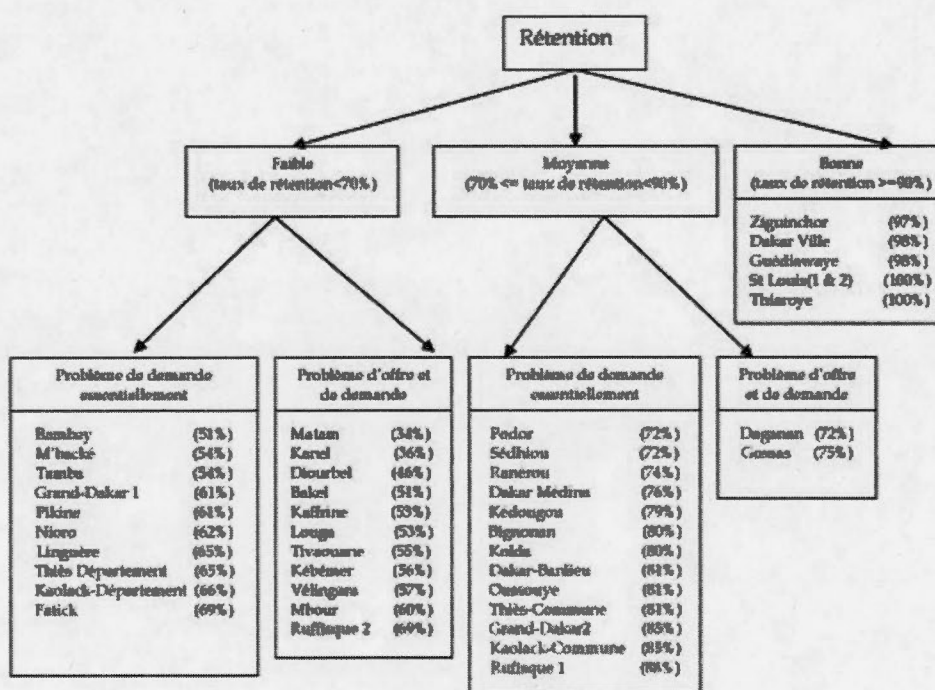 Rétention
Faible
(taux de rétention<70%)
Moyenne
(70% <= taux de rétention<90%)
Bonne
(taux de rétention >=90%)
Ziguinchor (97%)
Dakar Ville (98%)
Guédiawaye (98%)
St Louis(1 & 2) (100%)
Thiaroye (100%)
Problème de demande
essentiellement
Bambey (51%)
M'backé (54%)
Tamba (54%)
Grand-Dakar 1 (61%)
Pikine (61%)
Nioro (62%)
Linguère (65%)
Thiès Département (65%)
Kaolack-Département (66%)
Fatick (69%)
Problème d'offre et
de demande
Matam (34%)
Kanel (36%)
Diourbel (46%)
Bakel (51%)
Kaffrine (53%)
Louga (53%)
Tivaouane (55%)
Kébémer (56%)
Vélingara (57%)
Mbour (60%)
Rufisque 2 (69%)
Problème de demande
essentiellement
Podor (72%)
Sédhiou (72%)
Ranérou (74%)
Dakar Médina (76%)
Kédougou (79%)
Bignonan (80%)
Kolda (80%)
Dakar-Banlieu (81%)
Oussouye (81%)
Thiès-Commune (81%)
Grand-Dakar2 (85%)
Kaolack-Commune (85%)
Rufisque 1 (88%)
Problème d'offre
et de demande
Daganan (72%)
Gossas (75%)